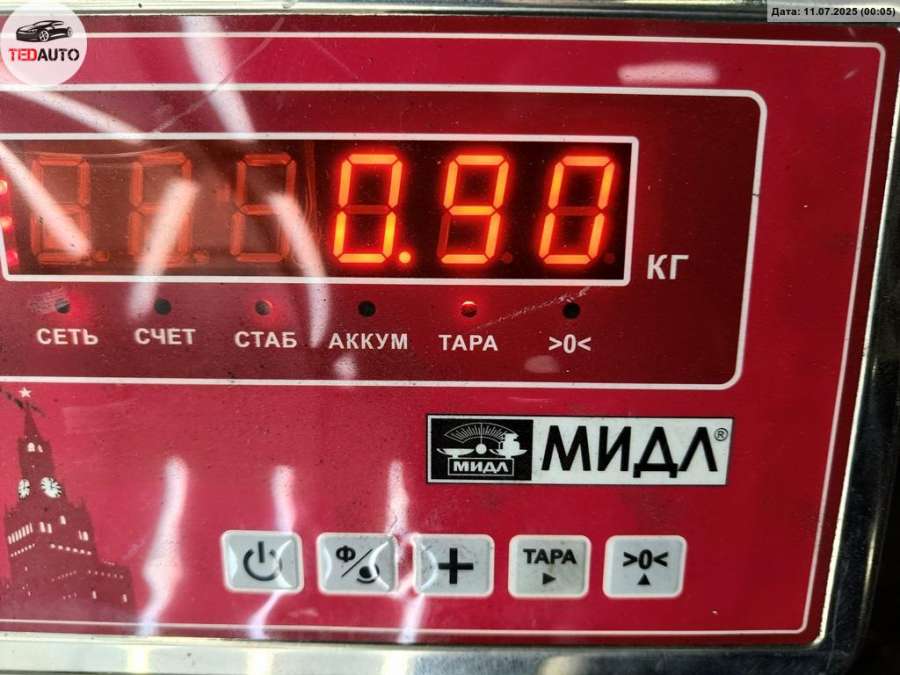 Дата: 11.07.2025 (00:05)
TEDAUTO
0.90
КГ
СЕТЬ СЧЕТ СТАБ АККУМ ТАРА >0<
МИДЛ МИДЛ®
Ф + ТАРА >0<